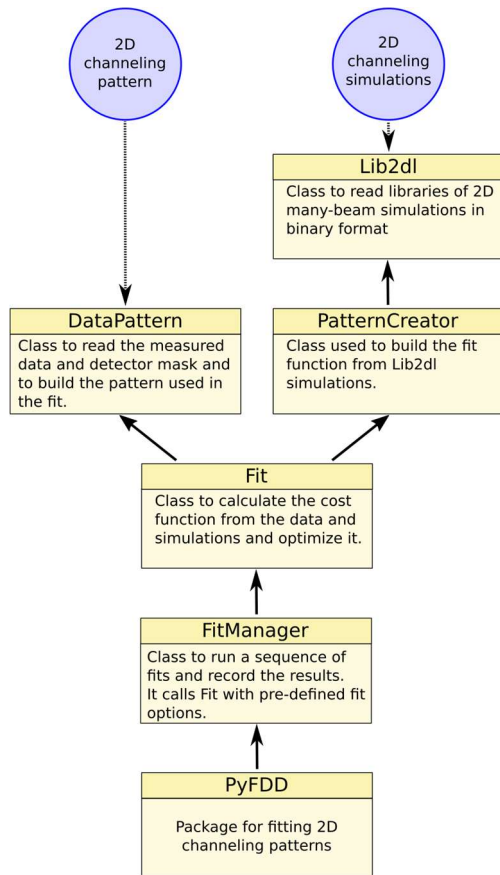 2D
channeling
pattern
2D
channeling
simulations
Lib2dl
Class to read libraries of 2D
many-beam simulations in
binary format
DataPattern
Class to read the measured
data and detector mask and
to build the pattern used in
the fit.
PatternCreator
Class used to build the fit
function from Lib2dl
simulations.
Fit
Class to calculate the cost
function from the data and
simulations and optimize it.
FitManager
Class to run a sequence of
fits and record the results.
It calls Fit with pre-defined fit
options.
PyFDD
Package for fitting 2D
channeling patterns